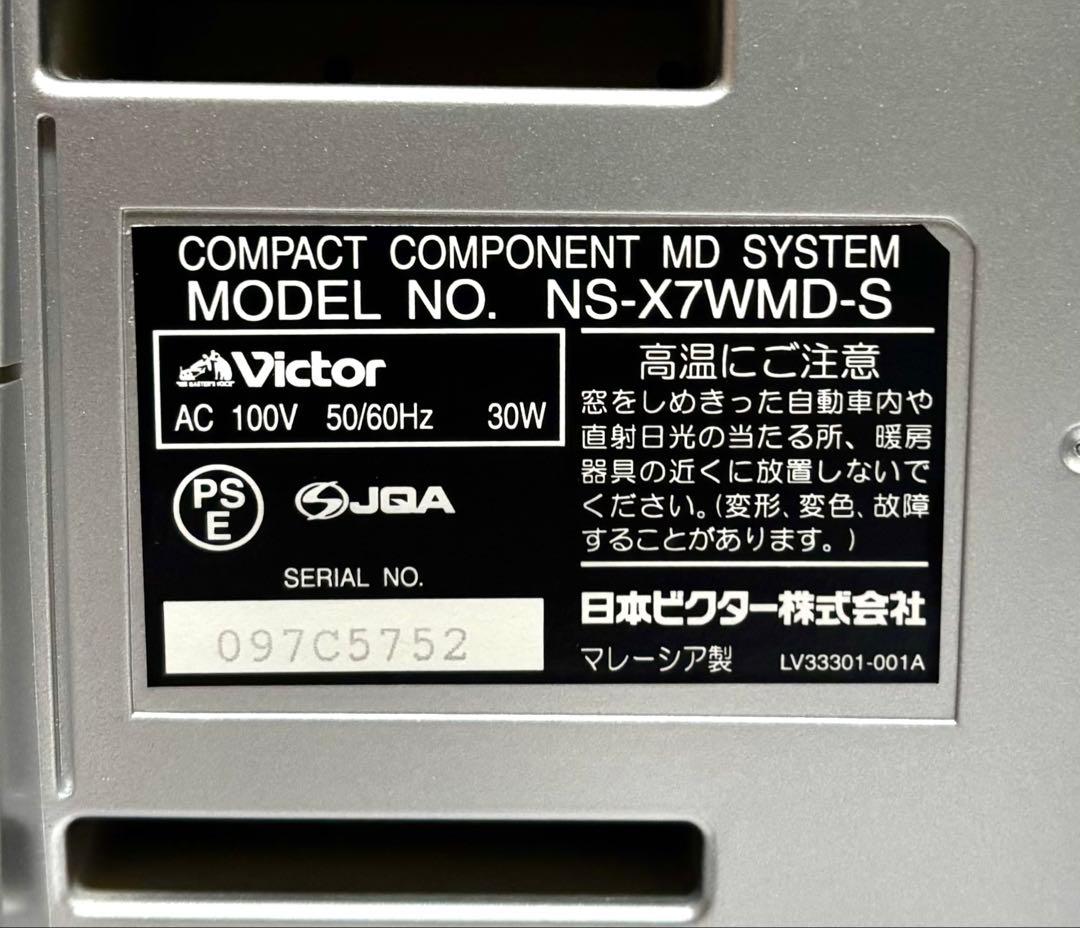 COMPACT COMPONENT MD SYSTEM
MODEL NO. NS-X7WMD-S
Victor
AC 100V 50/60Hz 30W
PS
E
JQA
SERIAL NO.
097C5752
高温にご注意
窓をしめきった自動車内や
直射日光の当たる所、暖房
器具の近くに放置しないで
ください。(変形、変色、故障
することがあります。)
日本ビクター株式会社
マレーシア製 LV33301-001A